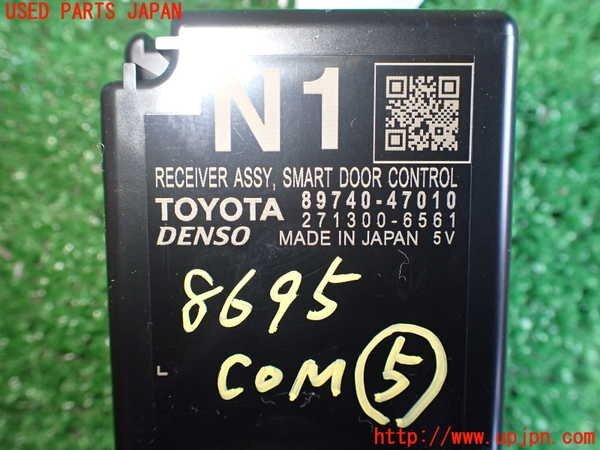 USED PARTS JAPAN
N1
RECEIVER ASSY, SMART DOOR CONTROL
TOYOTA 89740-47010
271300-6561
DENSO MADE IN JAPAN 5V
8695
COM 5
L
http://www.upjpn.com/